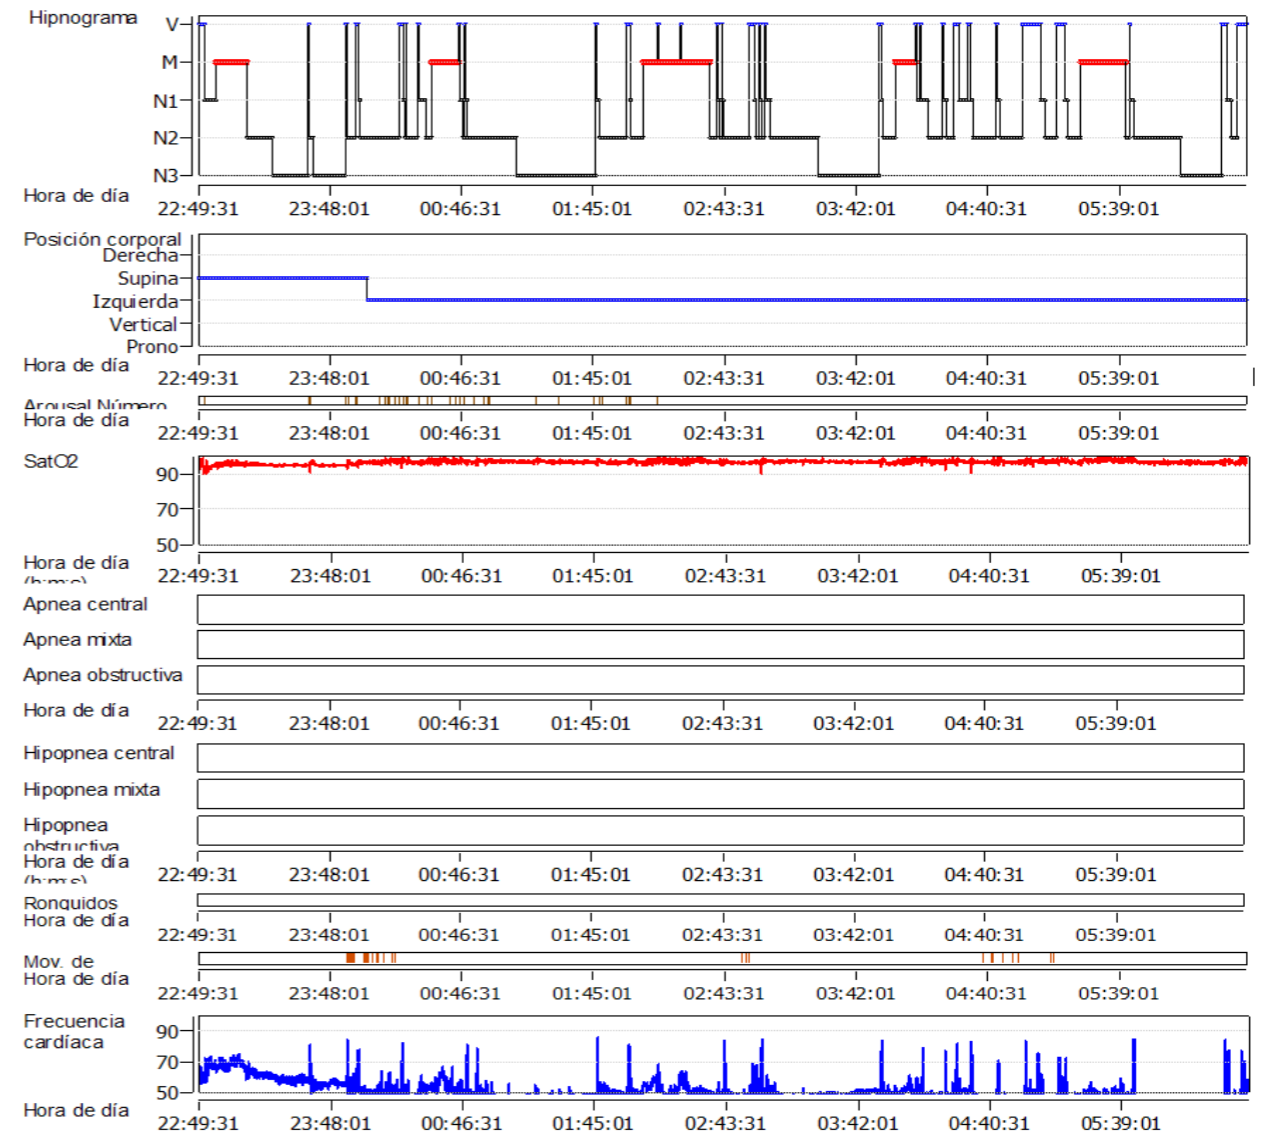 Hipnograma
V
M
N1
N2
N3
Hora de día
22:49:31 23:48:01 00:46:31 01:45:01 02:43:31 03:42:01 04:40:31 05:39:01
Posición corporal
Derecha
Supina
Izquierda
Vertical
Prono
Hora de día
22:49:31 23:48:01 00:46:31 01:45:01 02:43:31 03:42:01 04:40:31 05:39:01
Arousal Número
Hora de día
22:49:31 23:48:01 00:46:31 01:45:01 02:43:31 03:42:01 04:40:31 05:39:01
SatO2
90
70
50
Hora de día
(h:m:s)
22:49:31 23:48:01 00:46:31 01:45:01 02:43:31 03:42:01 04:40:31 05:39:01
Apnea central
Apnea mixta
Apnea obstructiva
Hora de día
22:49:31 23:48:01 00:46:31 01:45:01 02:43:31 03:42:01 04:40:31 05:39:01
Hipopnea central
Hipopnea mixta
Hipopnea
obstructiva
Hora de día
(h:m:s)
22:49:31 23:48:01 00:46:31 01:45:01 02:43:31 03:42:01 04:40:31 05:39:01
Ronquidos
Hora de día
22:49:31 23:48:01 00:46:31 01:45:01 02:43:31 03:42:01 04:40:31 05:39:01
Mov. de
Hora de día
22:49:31 23:48:01 00:46:31 01:45:01 02:43:31 03:42:01 04:40:31 05:39:01
Frecuencia
cardíaca
90
70
50
Hora de día
22:49:31 23:48:01 00:46:31 01:45:01 02:43:31 03:42:01 04:40:31 05:39:01